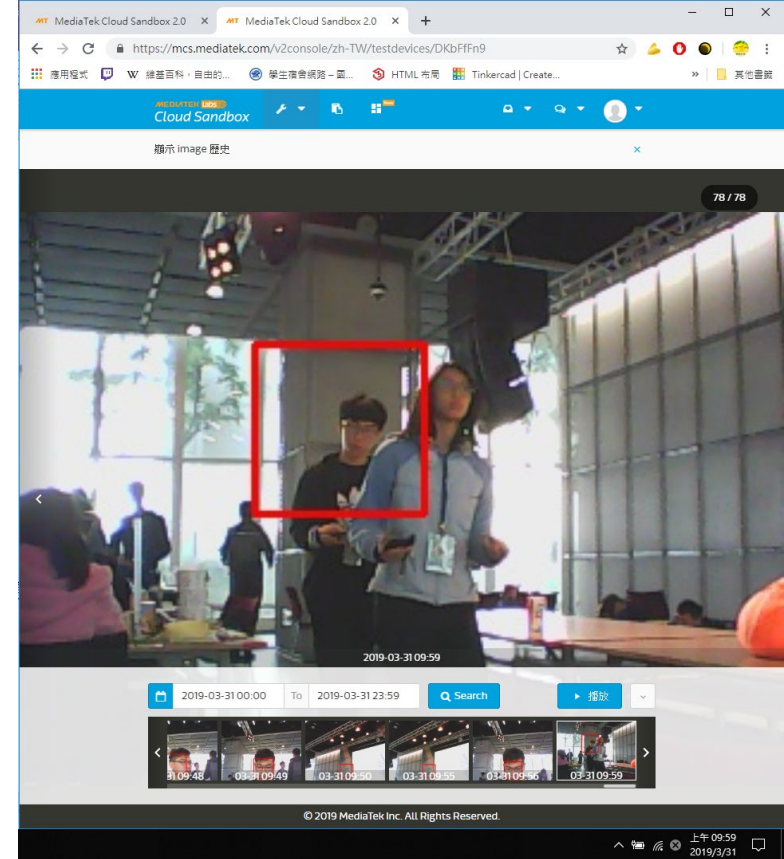 MediaTek Cloud Sandbox 2.0
MediaTek Cloud Sandbox 2.0
https://mcs.mediatek.com/v2console/zh-TW/testdevices/DKbFfFn9
應用程式 維基百科，自由的... 學生宿舍網路 – 國... HTML 布局 Tinkercad | Create... » 其他書籤
MEDIATEK Labs
Cloud Sandbox
顯示 image 歷史
78 / 78
2019-03-31 09:59
2019-03-31 00:00 To 2019-03-31 23:59 Search 播放
31 09:48 03-31 09:49 03-31 09:50 03-31 09:55 03-31 09:56 03-31 09:59
© 2019 MediaTek Inc. All Rights Reserved.
上午 09:59
2019/3/31